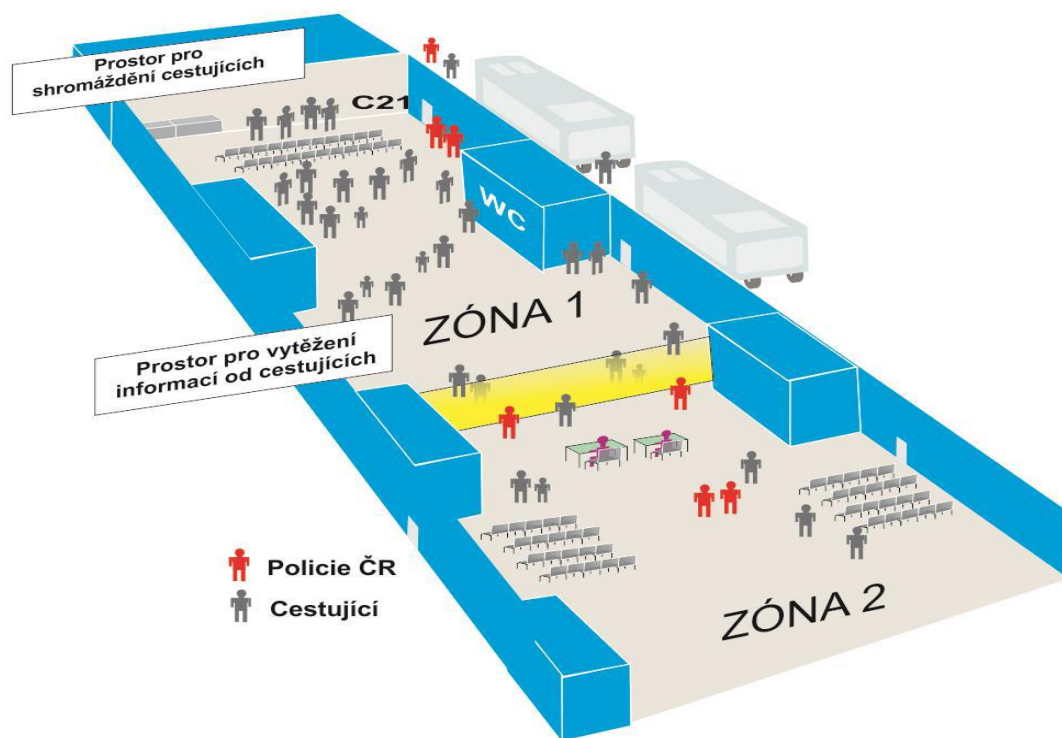 Prostor pro
shromáždění cestujících
C21
WC
ZÓNA 1
Prostor pro vytěžení
informací od cestujících
Policie ČR
Cestující
ZÓNA 2